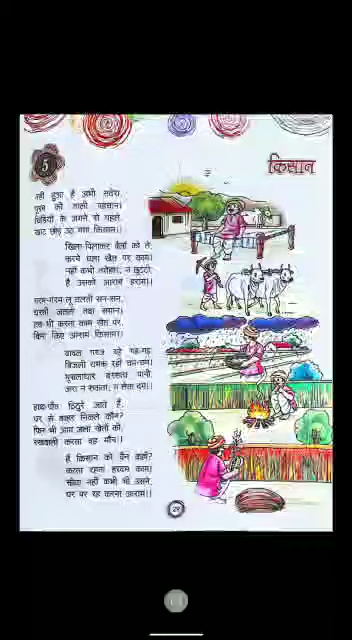 5
किसान
नहीं हुआ है अभी सवेरा,
पूरब की लाली पहचान।
चिड़ियों के जगने से पहले,
खाट छोड़ उठ गया किसान।।
खिला-पिलाकर बैलों को ले,
करने चला खेत पर काम।
नहीं कभी त्योहार, न छुट्टी
है उसको आराम हराम।।
गरम-गरम लू चलती सन-सन,
धरती जलती तवा समान।
तब भी करता काम खेत पर,
बिना किए आराम किसान।।
बादल गरज रहे गड़-गड़,
बिजली चमक रही चम-चम।
मूसलाधार बरसता पानी,
जरा न रुकता, न लेता दम।।
हाथ-पाँव ठिठुरे जाते हैं,
घर से बाहर निकले कौन?
फिर भी आग जला खेतों की,
रखवाली करता वह मौन।।
है किसान को चैन कहाँ?
करता रहता हरदम काम।
सोचा नहीं कभी भी उसने,
घर पर रह करना आराम।।
29